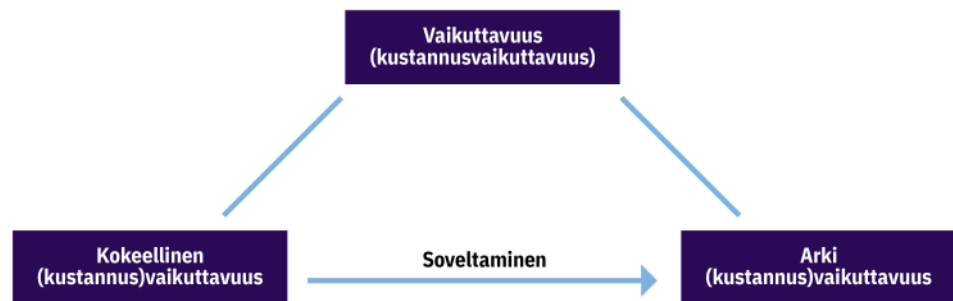 Vaikuttavuus
(kustannusvaikuttavuus)
Kokeellinen
(kustannus)vaikuttavuus
Soveltaminen
Arki
(kustannus)vaikuttavuus